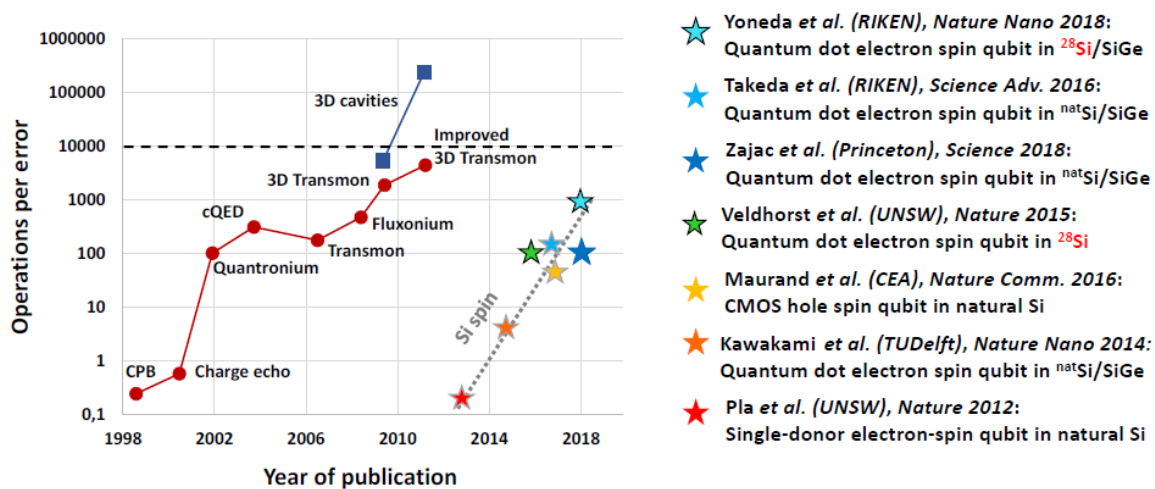 Operations per error
1000000
100000
10000
1000
100
10
1
0,1
1998
2002
2006
2010
2014
2018
Year of publication
3D cavities
Improved
3D Transmon
3D Transmon
cQED
Fluxonium
Quantronium
Transmon
CPB
Charge echo
Si spin
Yoneda et al. (RIKEN), Nature Nano 2018:
Quantum dot electron spin qubit in ²⁸Si/SiGe
Takeda et al. (RIKEN), Science Adv. 2016:
Quantum dot electron spin qubit in ⁿᵃᵗSi/SiGe
Zajac et al. (Princeton), Science 2018:
Quantum dot electron spin qubit in ⁿᵃᵗSi/SiGe
Veldhorst et al. (UNSW), Nature 2015:
Quantum dot electron spin qubit in ²⁸Si
Maurand et al. (CEA), Nature Comm. 2016:
CMOS hole spin qubit in natural Si
Kawakami et al. (TUDelft), Nature Nano 2014:
Quantum dot electron spin qubit in ⁿᵃᵗSi/SiGe
Pla et al. (UNSW), Nature 2012:
Single-donor electron-spin qubit in natural Si